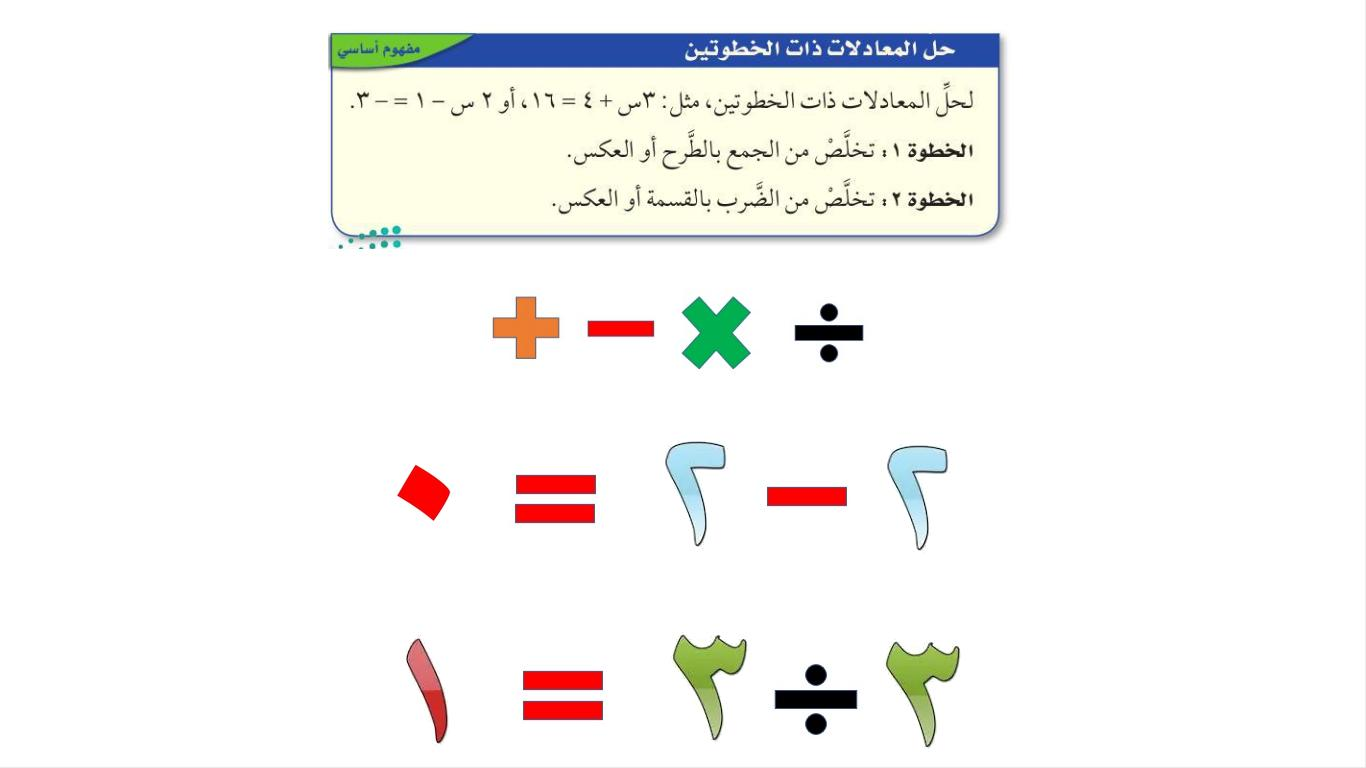 حل المعادلات ذات الخطوتين
مفهوم أساسي
لحلِّ المعادلات ذات الخطوتين، مثل: ٣س + ٤ = ١٦، أو ٢ س − ١ = −٣.
الخطوة ١: تخلَّصْ من الجمع بالطَّرح أو العكس.
الخطوة ٢: تخلَّصْ من الضَّرب بالقسمة أو العكس.
+ − × ÷
٢ − ٢ = ٠
٣ ÷ ٣ = ١